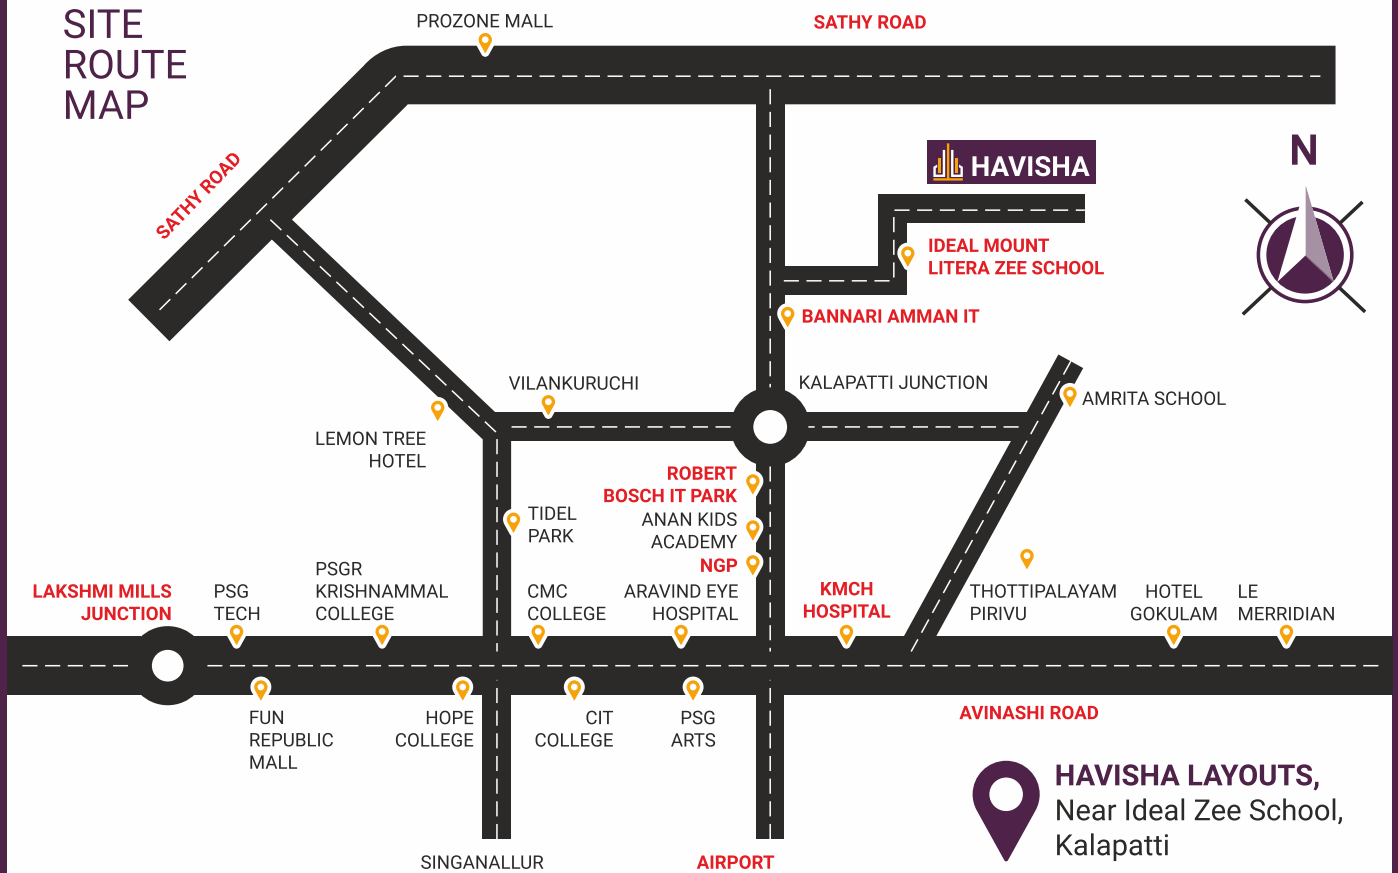 SITE
ROUTE
MAP
PROZONE MALL
SATHY ROAD
SATHY ROAD
HAVISHA
N
IDEAL MOUNT
LITERA ZEE SCHOOL
BANNARI AMMAN IT
VILANKURUCHI
KALAPATTI JUNCTION
AMRITA SCHOOL
LEMON TREE
HOTEL
ROBERT
BOSCH IT PARK
TIDEL
PARK
ANAN KIDS
ACADEMY
NGP
LAKSHMI MILLS
JUNCTION
PSG
TECH
PSGR
KRISHNAMMAL
COLLEGE
CMC
COLLEGE
ARAVIND EYE
HOSPITAL
KMCH
HOSPITAL
THOTTIPALAYAM
PIRIVU
HOTEL
GOKULAM
LE
MERRIDIAN
FUN
REPUBLIC
MALL
HOPE
COLLEGE
CIT
COLLEGE
PSG
ARTS
AVINASHI ROAD
SINGANALLUR
AIRPORT
HAVISHA LAYOUTS,
Near Ideal Zee School,
Kalapatti